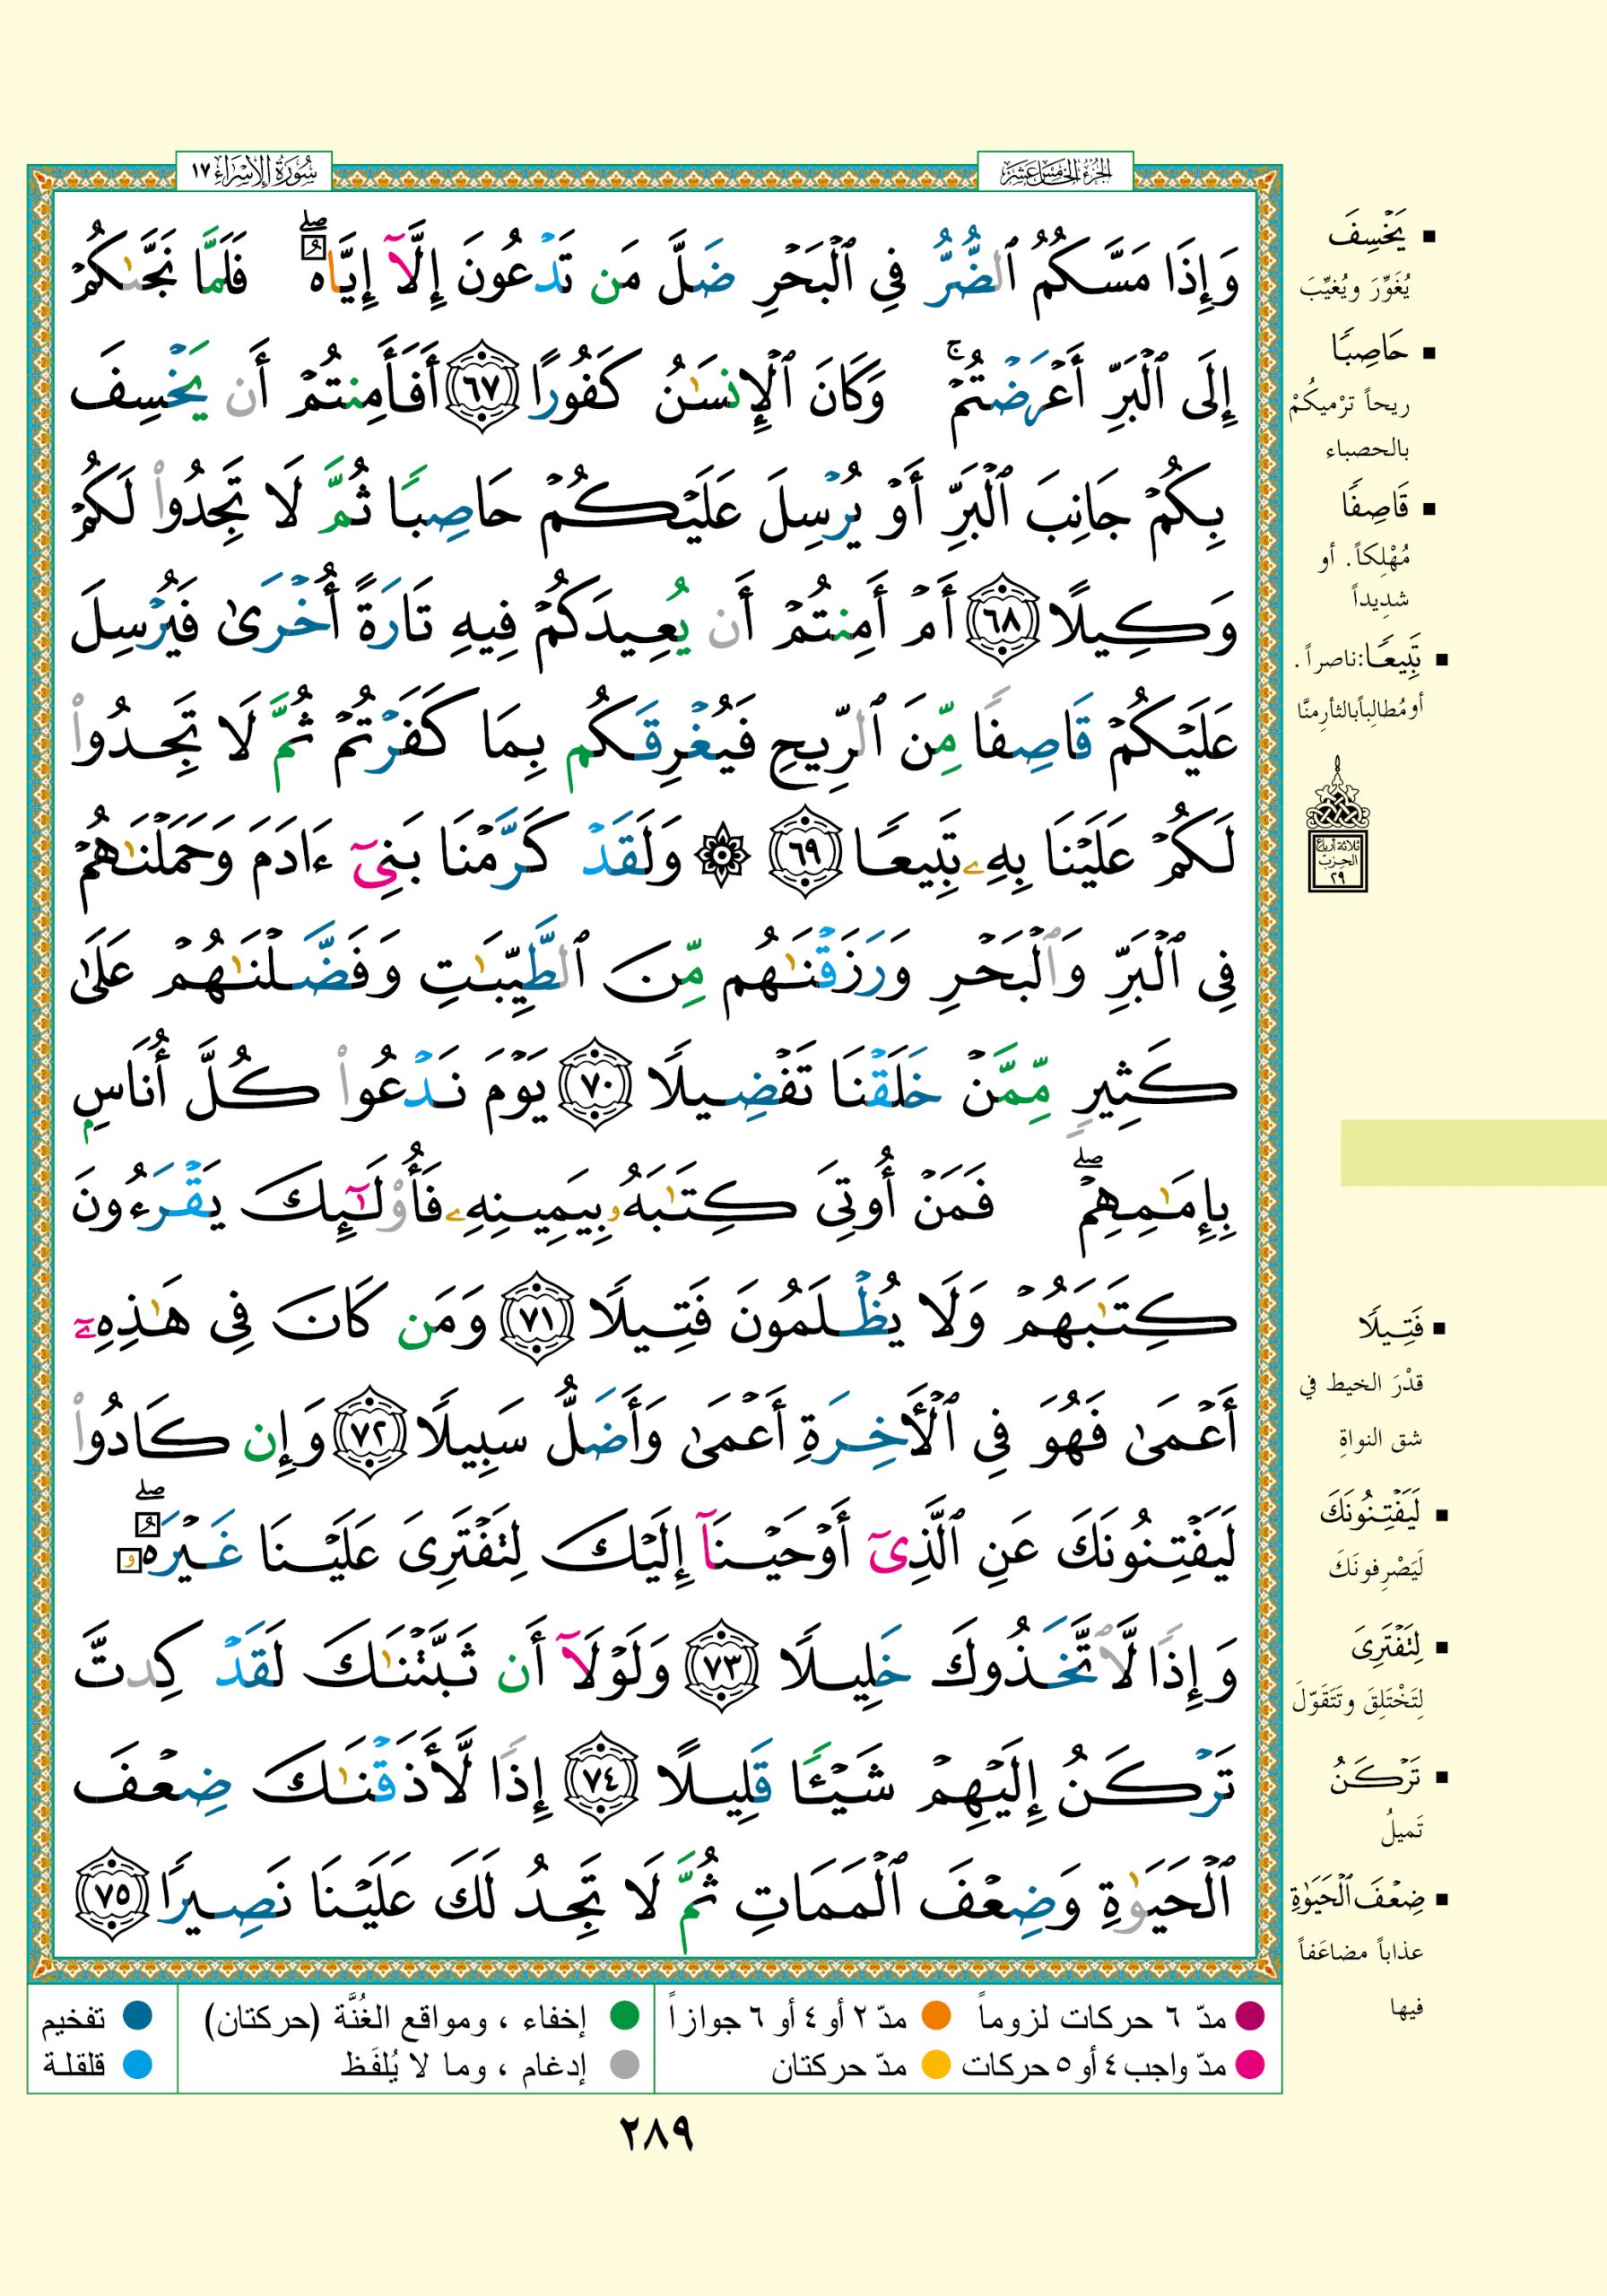 الجزء الخامس عشر
سورة الإسراء ١٧
وَإِذَا مَسَّكُمُ ٱلضُّرُّ فِي ٱلْبَحْرِ ضَلَّ مَن تَدْعُونَ إِلَّآ إِيَّاهُ ۖ فَلَمَّا نَجَّىٰكُمْ
إِلَى ٱلْبَرِّ أَعْرَضْتُمْ ۚ وَكَانَ ٱلْإِنسَٰنُ كَفُورًا ٦٧ أَفَأَمِنتُمْ أَن يَخْسِفَ
بِكُمْ جَانِبَ ٱلْبَرِّ أَوْ يُرْسِلَ عَلَيْكُمْ حَاصِبًا ثُمَّ لَا تَجِدُوا۟ لَكُمْ
وَكِيلًا ٦٨ أَمْ أَمِنتُمْ أَن يُعِيدَكُمْ فِيهِ تَارَةً أُخْرَىٰ فَيُرْسِلَ
عَلَيْكُمْ قَاصِفًا مِّنَ ٱلرِّيحِ فَيُغْرِقَكُم بِمَا كَفَرْتُمْ ثُمَّ لَا تَجِدُوا۟
لَكُمْ عَلَيْنَا بِهِۦ تَبِيعًا ٦٩ ۞ وَلَقَدْ كَرَّمْنَا بَنِىٓ ءَادَمَ وَحَمَلْنَٰهُمْ
فِي ٱلْبَرِّ وَٱلْبَحْرِ وَرَزَقْنَٰهُم مِّنَ ٱلطَّيِّبَٰتِ وَفَضَّلْنَٰهُمْ عَلَىٰ
كَثِيرٍ مِّمَّنْ خَلَقْنَا تَفْضِيلًا ٧٠ يَوْمَ نَدْعُوا۟ كُلَّ أُنَاسٍۭ
بِإِمَٰمِهِمْ ۖ فَمَنْ أُوتِيَ كِتَٰبَهُۥ بِيَمِينِهِۦ فَأُو۟لَٰٓئِكَ يَقْرَءُونَ
كِتَٰبَهُمْ وَلَا يُظْلَمُونَ فَتِيلًا ٧١ وَمَن كَانَ فِي هَٰذِهِۦٓ
أَعْمَىٰ فَهُوَ فِي ٱلْأَخِرَةِ أَعْمَىٰ وَأَضَلُّ سَبِيلًا ٧٢ وَإِن كَادُوا۟
لَيَفْتِنُونَكَ عَنِ ٱلَّذِىٓ أَوْحَيْنَآ إِلَيْكَ لِتَفْتَرِىَ عَلَيْنَا غَيْرَهُۥ ۖ
وَإِذًا لَّٱتَّخَذُوكَ خَلِيلًا ٧٣ وَلَوْلَآ أَن ثَبَّتْنَٰكَ لَقَدْ كِدتَّ
تَرْكَنُ إِلَيْهِمْ شَيْـًٔا قَلِيلًا ٧٤ إِذًا لَّأَذَقْنَٰكَ ضِعْفَ
ٱلْحَيَوٰةِ وَضِعْفَ ٱلْمَمَاتِ ثُمَّ لَا تَجِدُ لَكَ عَلَيْنَا نَصِيرًا ٧٥
▪ يَخْسِفَ
يُغَوِّرَ ويُغيِّبَ
▪ حَاصِبًا
ريحاً ترْميكُمْ
بالحصباء
▪ قَاصِفًا
مُهْلِكاً. أو
شديداً
▪ تَبِيعًا: ناصراً.
أو مُطالِباً بالثأر مِنَّا
ثلاثة أرباع
الحزب
٢٩
▪ فَتِيلًا
قدْرَ الخيط في
شق النواةِ
▪ لَيَفْتِنُونَكَ
لَيَصْرِفونَكَ
▪ لِتَفْتَرِىَ
لِتَخْتَلِقَ وتَتَقَوّلَ
▪ تَرْكَنُ
تَميلُ
▪ ضِعْفَ ٱلْحَيَوٰةِ
عذاباً مضاعَفاً
فيها
مدّ ٦ حركات لزوماً مدّ ٢ أو ٤ أو ٦ جوازاً إخفاء ، ومواقع الغُنَّة (حركتان) تفخيم
مدّ واجب ٤ أو ٥ حركات مدّ حركتان إدغام ، وما لا يُلفَظ قلقلة
٢٨٩